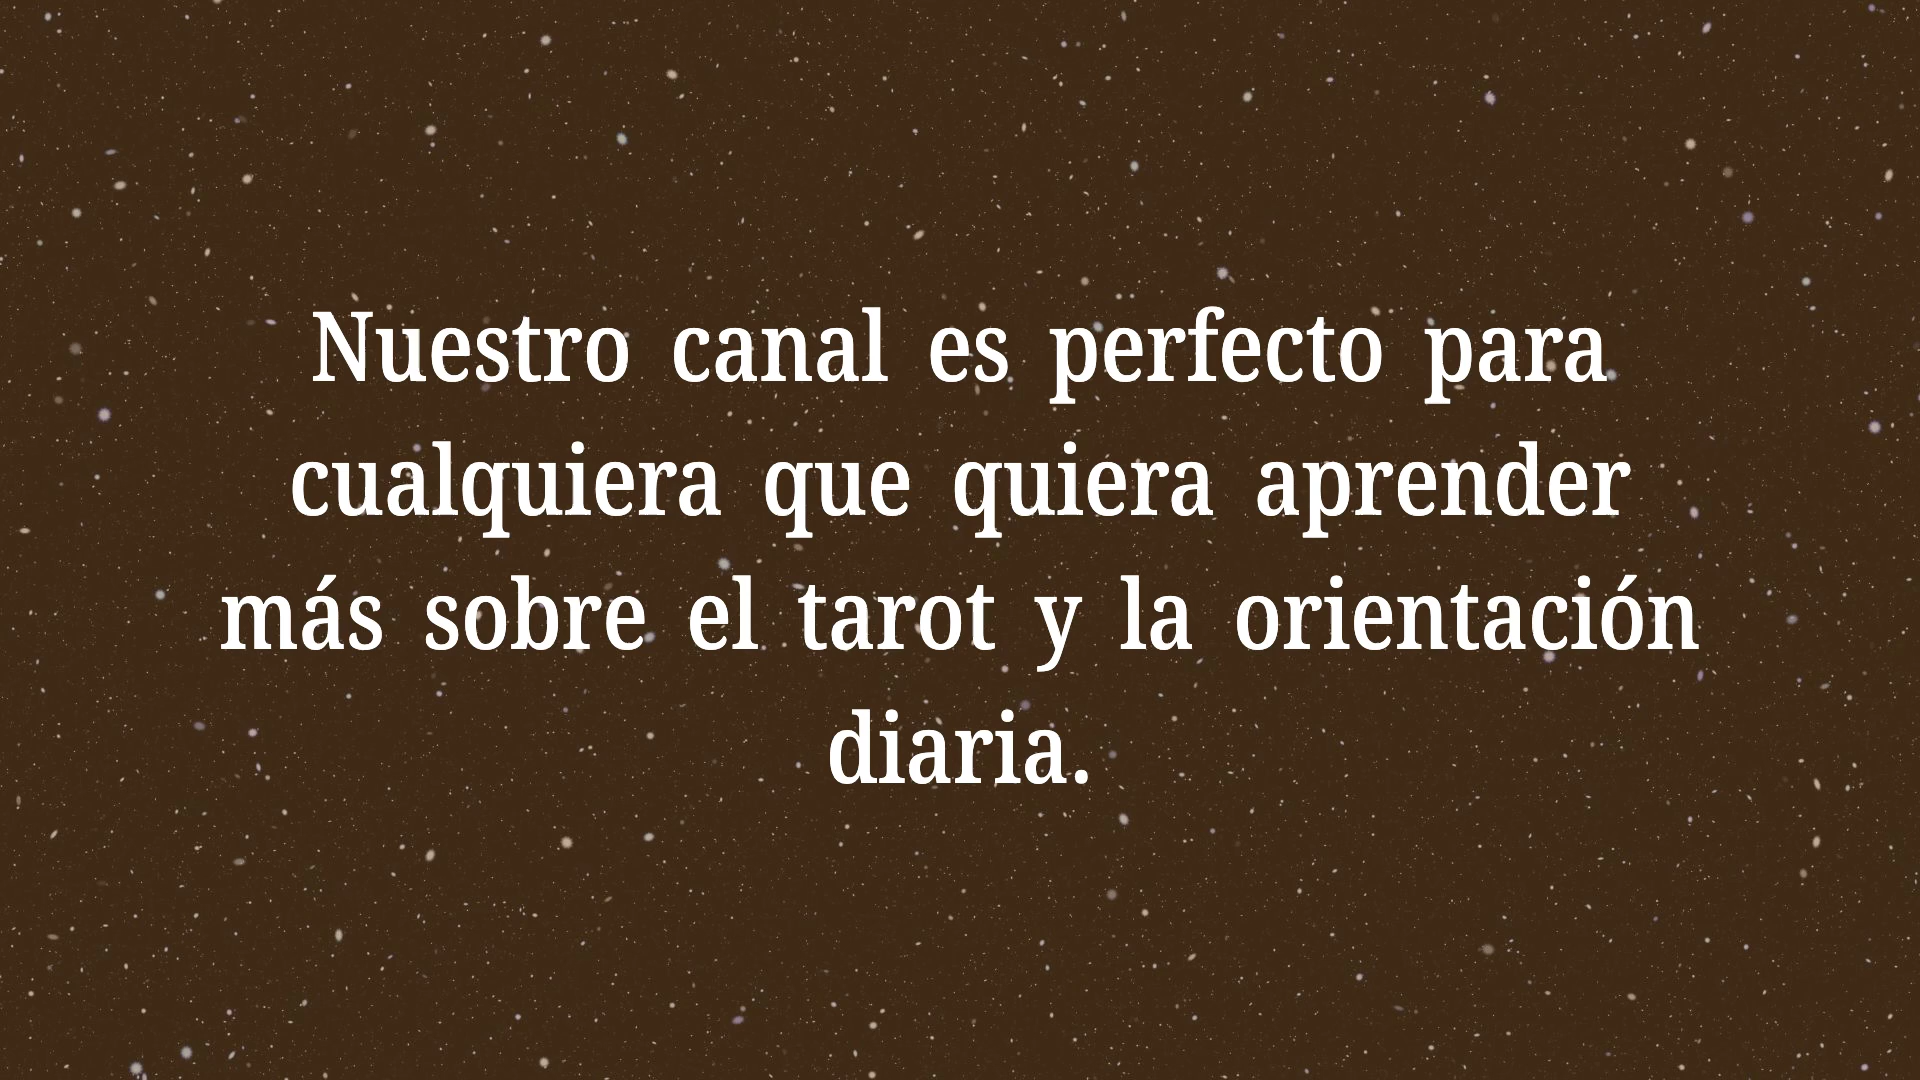 Nuestro canal es perfecto para
cualquiera que quiera aprender
más sobre el tarot y la orientación
diaria.